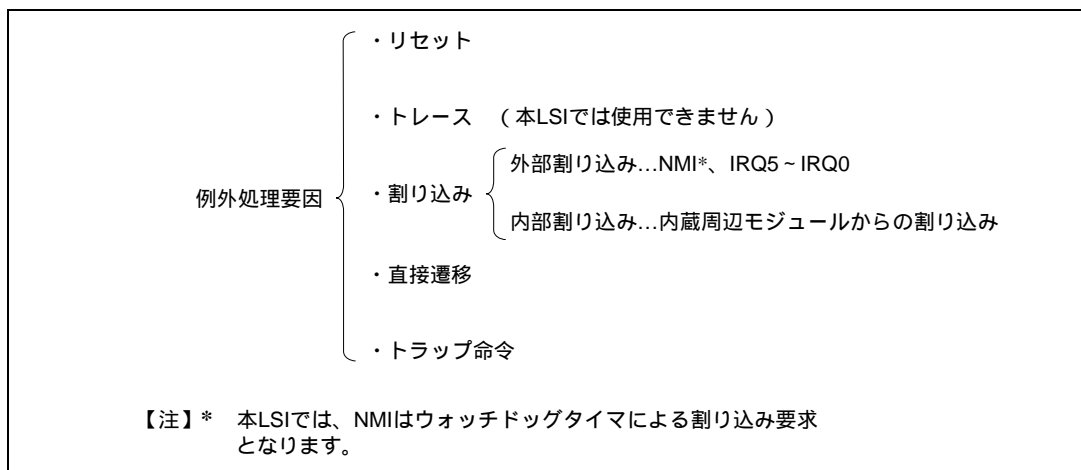 ・リセット
・トレース （本LSIでは使用できません）
例外処理要因
・割り込み
外部割り込み…NMI*、IRQ5～IRQ0
内部割り込み…内蔵周辺モジュールからの割り込み
・直接遷移
・トラップ命令
【注】* 本LSIでは、NMIはウォッチドッグタイマによる割り込み要求
となります。